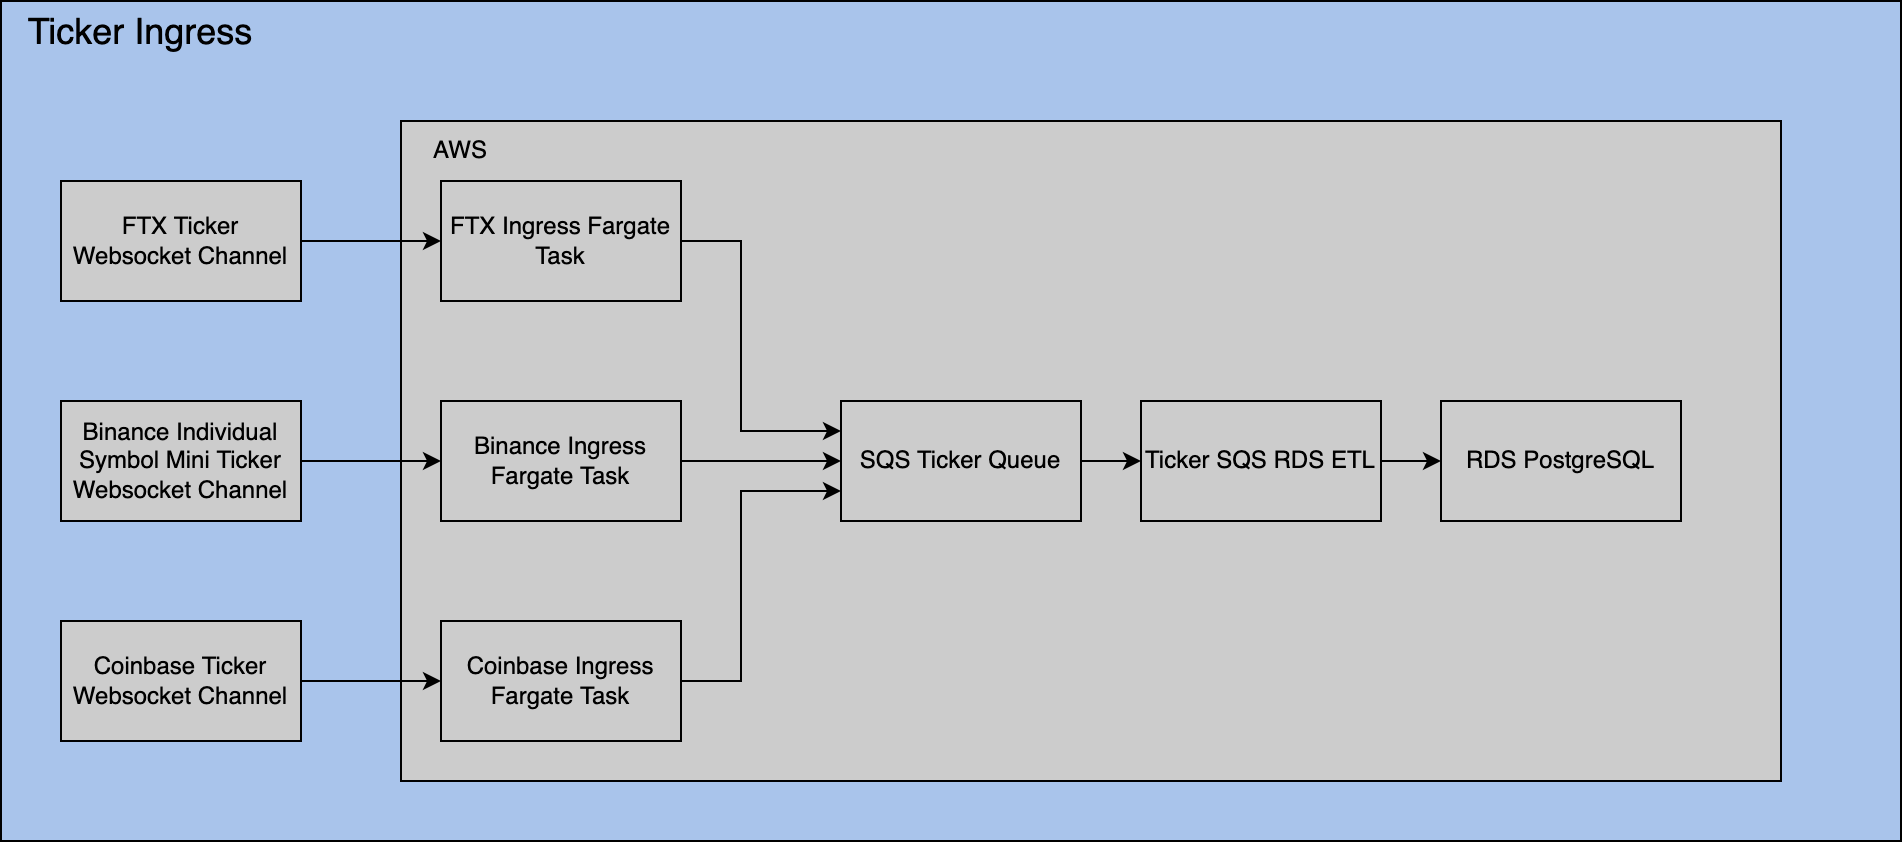 Ticker Ingress
AWS
FTX Ticker
Websocket Channel
FTX Ingress Fargate
Task
Binance Individual
Symbol Mini Ticker
Websocket Channel
Binance Ingress
Fargate Task
SQS Ticker Queue
Ticker SQS RDS ETL
RDS PostgreSQL
Coinbase Ticker
Websocket Channel
Coinbase Ingress
Fargate Task